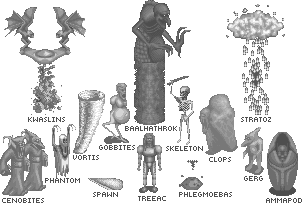 KWASLINS
BAALHATHROK
STRATOZ
GOBBITES
SKELETON
VORTIS
CLOPS
PHANTOM
GERG
CENOBITES
SPAWN
TREEAC
PHLEGMOEBAS
AMMAPOD